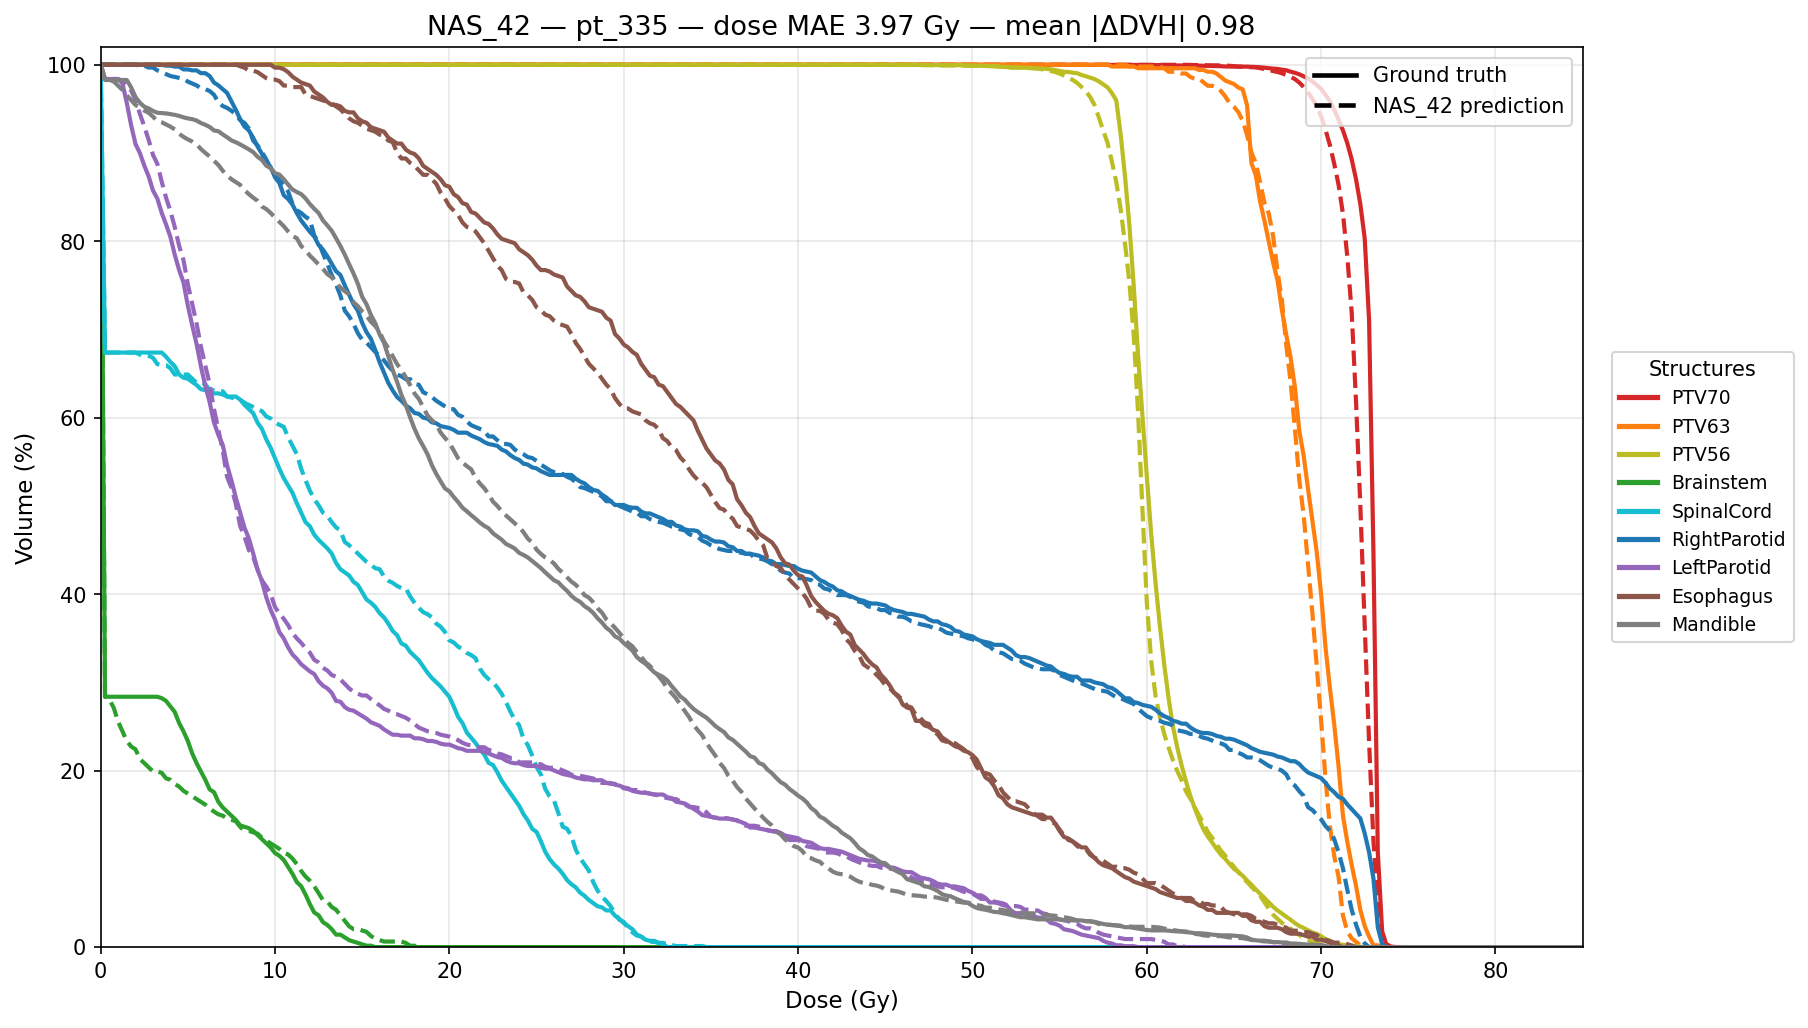 NAS_42 — pt_335 — dose MAE 3.97 Gy — mean |ΔDVH| 0.98
Ground truth
NAS_42 prediction
Volume (%)
100
80
60
40
20
0
0 10 20 30 40 50 60 70 80
Dose (Gy)
Structures
PTV70
PTV63
PTV56
Brainstem
SpinalCord
RightParotid
LeftParotid
Esophagus
Mandible